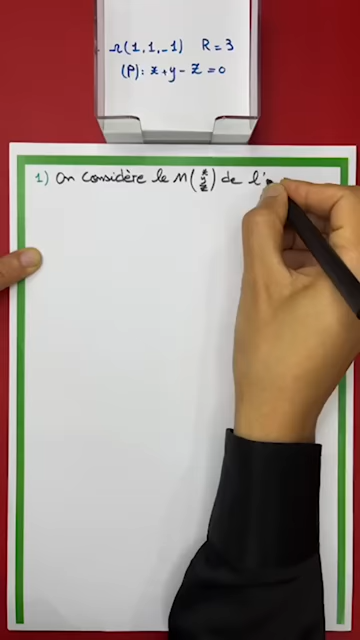 Ω(1,1,-1) R = 3
(P): x+y-z=0
1) On considère le M (x y z) de l'